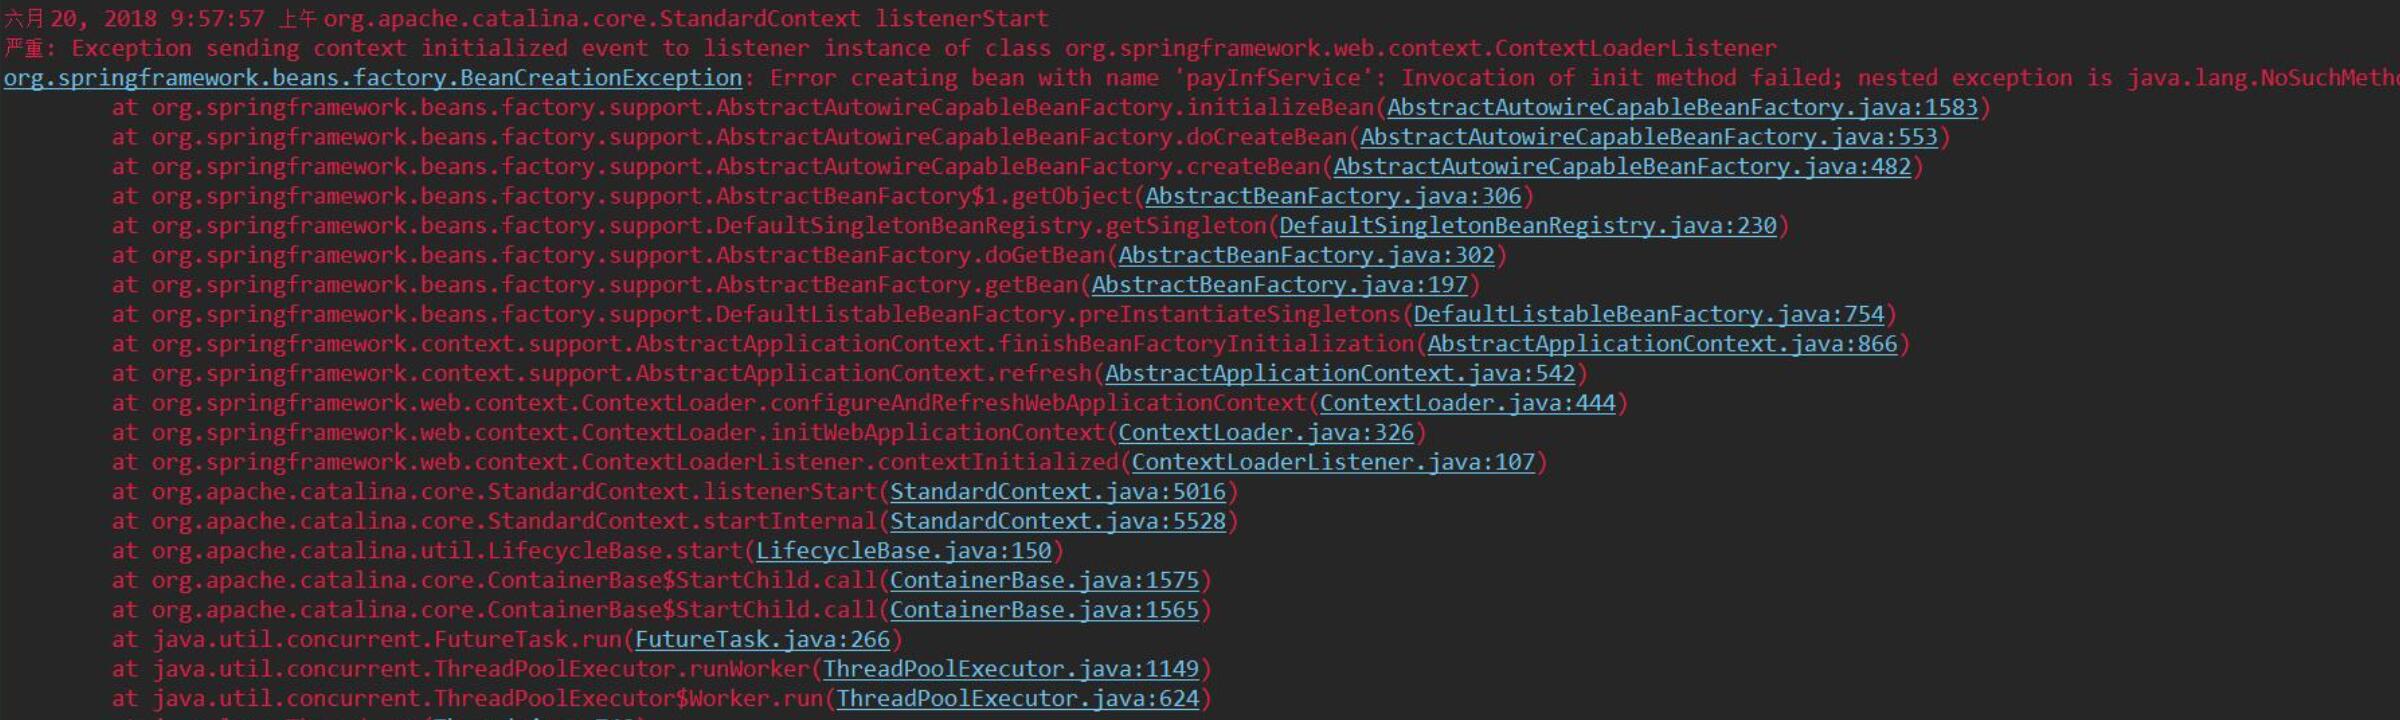 六月 20, 2018 9:57:57 上午 org.apache.catalina.core.StandardContext listenerStart
严重: Exception sending context initialized event to listener instance of class org.springframework.web.context.ContextLoaderListener
org.springframework.beans.factory.BeanCreationException: Error creating bean with name 'payInfService': Invocation of init method failed; nested exception is java.lang.NoSuchMeth
at org.springframework.beans.factory.support.AbstractAutowireCapableBeanFactory.initializeBean(AbstractAutowireCapableBeanFactory.java:1583)
at org.springframework.beans.factory.support.AbstractAutowireCapableBeanFactory.doCreateBean(AbstractAutowireCapableBeanFactory.java:553)
at org.springframework.beans.factory.support.AbstractAutowireCapableBeanFactory.createBean(AbstractAutowireCapableBeanFactory.java:482)
at org.springframework.beans.factory.support.AbstractBeanFactory$1.getObject(AbstractBeanFactory.java:306)
at org.springframework.beans.factory.support.DefaultSingletonBeanRegistry.getSingleton(DefaultSingletonBeanRegistry.java:230)
at org.springframework.beans.factory.support.AbstractBeanFactory.doGetBean(AbstractBeanFactory.java:302)
at org.springframework.beans.factory.support.AbstractBeanFactory.getBean(AbstractBeanFactory.java:197)
at org.springframework.beans.factory.support.DefaultListableBeanFactory.preInstantiateSingletons(DefaultListableBeanFactory.java:754)
at org.springframework.context.support.AbstractApplicationContext.finishBeanFactoryInitialization(AbstractApplicationContext.java:866)
at org.springframework.context.support.AbstractApplicationContext.refresh(AbstractApplicationContext.java:542)
at org.springframework.web.context.ContextLoader.configureAndRefreshWebApplicationContext(ContextLoader.java:444)
at org.springframework.web.context.ContextLoader.initWebApplicationContext(ContextLoader.java:326)
at org.springframework.web.context.ContextLoaderListener.contextInitialized(ContextLoaderListener.java:107)
at org.apache.catalina.core.StandardContext.listenerStart(StandardContext.java:5016)
at org.apache.catalina.core.StandardContext.startInternal(StandardContext.java:5528)
at org.apache.catalina.util.LifecycleBase.start(LifecycleBase.java:150)
at org.apache.catalina.core.ContainerBase$StartChild.call(ContainerBase.java:1575)
at org.apache.catalina.core.ContainerBase$StartChild.call(ContainerBase.java:1565)
at java.util.concurrent.FutureTask.run(FutureTask.java:266)
at java.util.concurrent.ThreadPoolExecutor.runWorker(ThreadPoolExecutor.java:1149)
at java.util.concurrent.ThreadPoolExecutor$Worker.run(ThreadPoolExecutor.java:624)